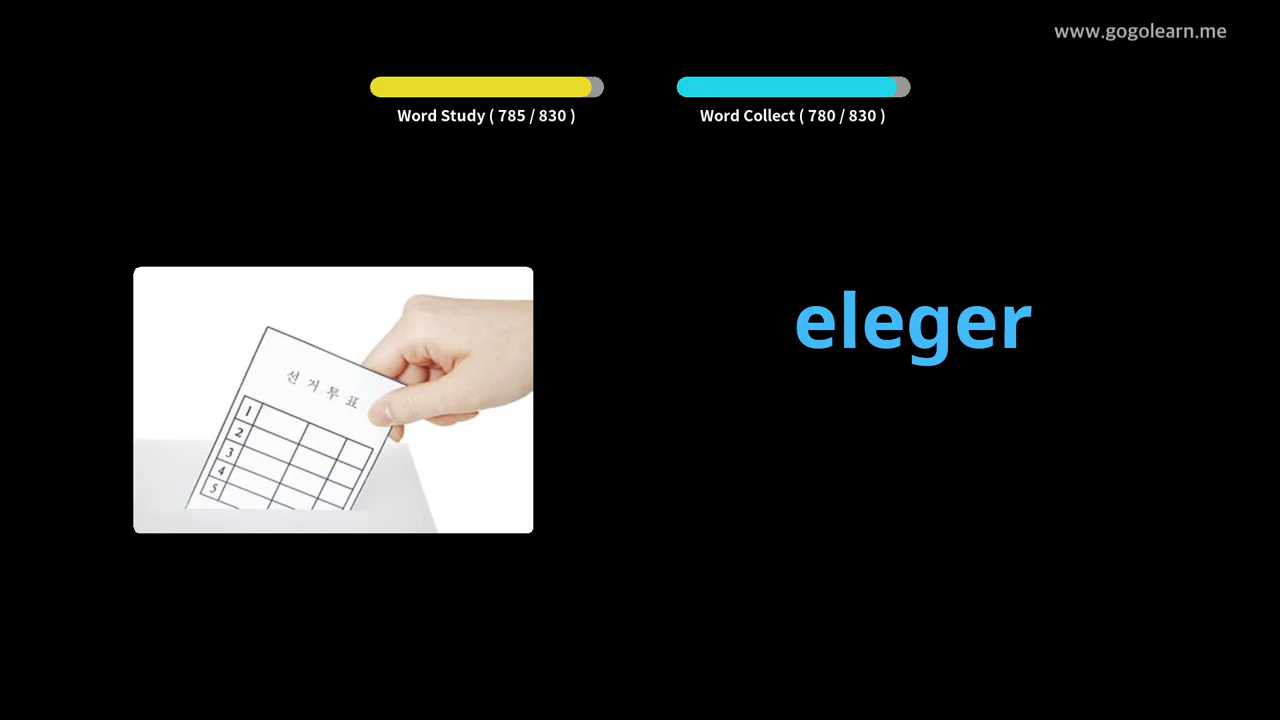 www.gogolearn.me
Word Study ( 785 / 830 )
Word Collect ( 780 / 830 )
eleger
선거투표
1
2
3
4
5